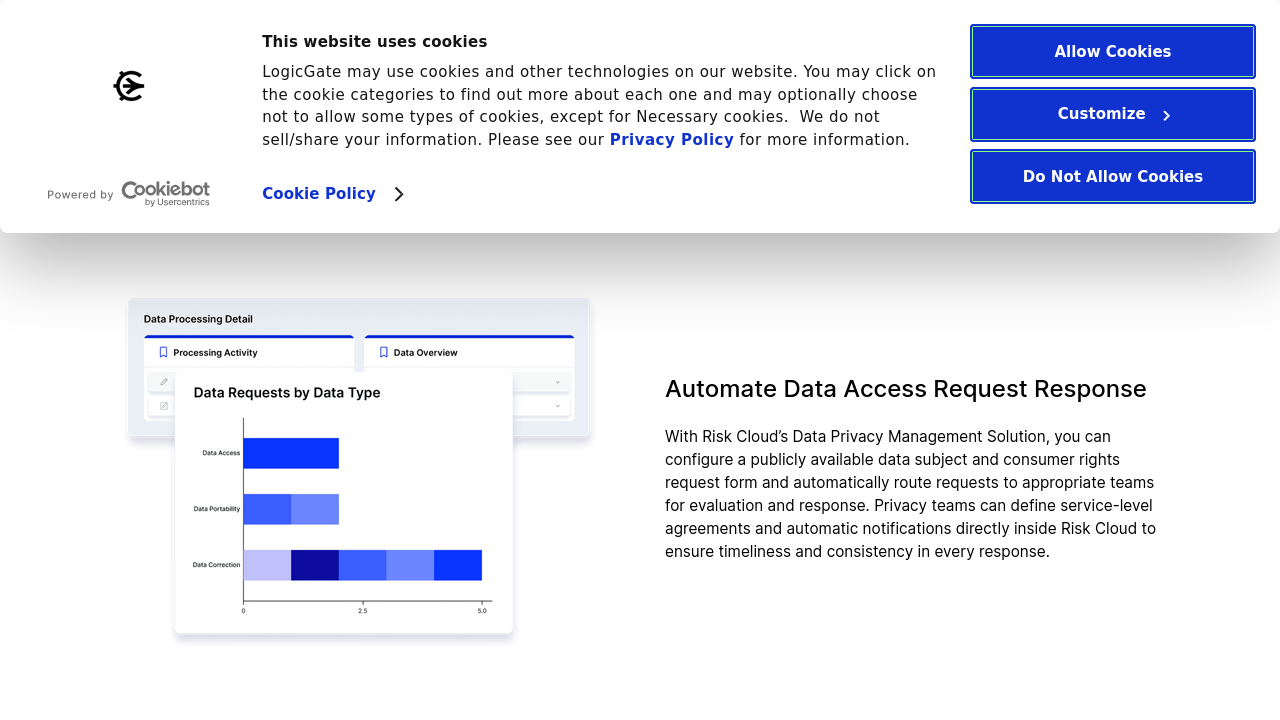 This website uses cookies
LogicGate may use cookies and other technologies on our website. You may click on
the cookie categories to find out more about each one and may optionally choose
not to allow some types of cookies, except for Necessary cookies.  We do not
sell/share your information. Please see our Privacy Policy for more information.
Cookie Policy
Powered by Cookiebot
by Usercentrics
Allow Cookies
Customize
Do Not Allow Cookies
Data Processing Detail
Processing Activity
Data Overview
Data Requests by Data Type
Data Access
Data Portability
Data Correction
0 2.5 5.0
Automate Data Access Request Response
With Risk Cloud’s Data Privacy Management Solution, you can
configure a publicly available data subject and consumer rights
request form and automatically route requests to appropriate teams
for evaluation and response. Privacy teams can define service-level
agreements and automatic notifications directly inside Risk Cloud to
ensure timeliness and consistency in every response.